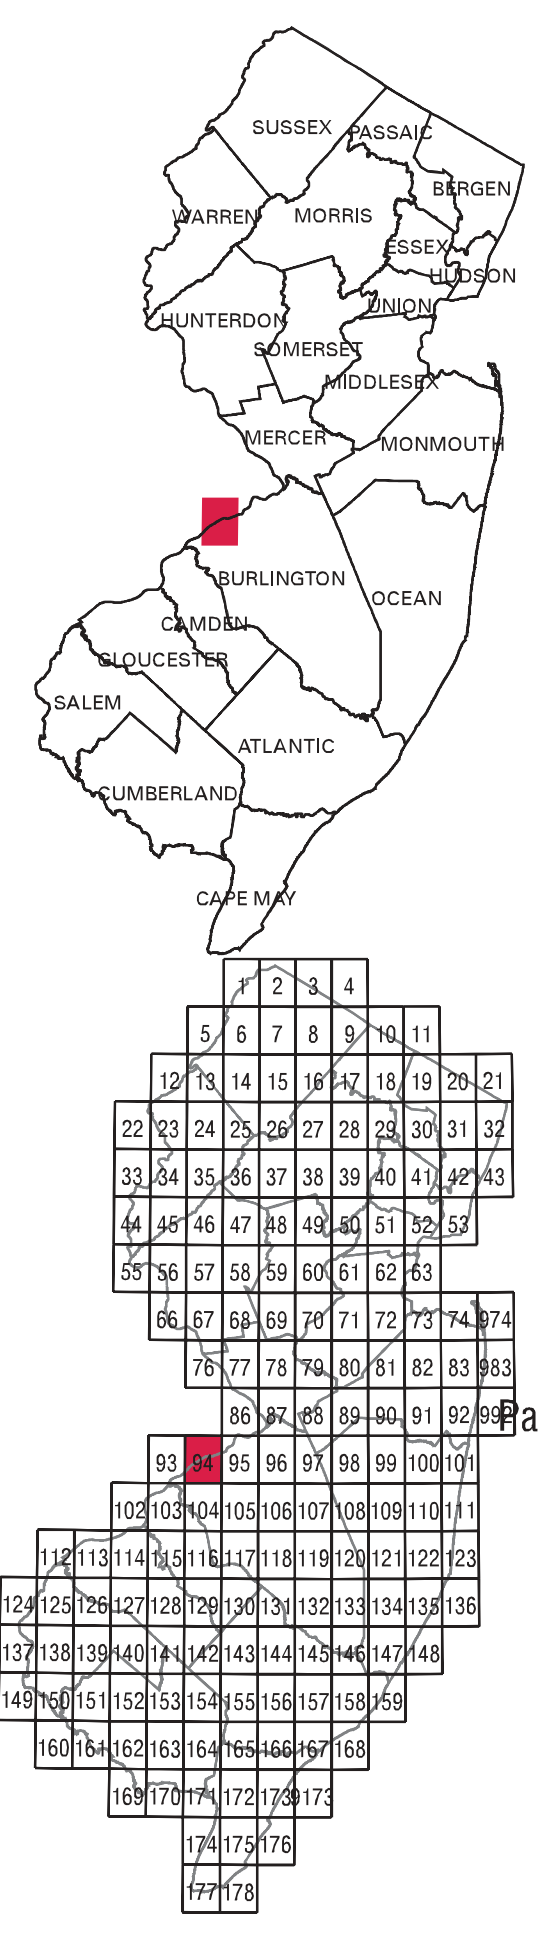 SUSSEX
PASSAIC
BERGEN
WARREN
MORRIS
ESSEX
HUDSON
UNION
HUNTERDON
SOMERSET
MIDDLESEX
MERCER
MONMOUTH
BURLINGTON
OCEAN
CAMDEN
GLOUCESTER
SALEM
ATLANTIC
CUMBERLAND
CAPE MAY
1 2 3 4
5 6 7 8 9 10 11
12 13 14 15 16 17 18 19 20 21
22 23 24 25 26 27 28 29 30 31 32
33 34 35 36 37 38 39 40 41 42 43
44 45 46 47 48 49 50 51 52 53
55 56 57 58 59 60 61 62 63
66 67 68 69 70 71 72 73 74 974
76 77 78 79 80 81 82 83 983
86 87 88 89 90 91 92 992 Pa
93 94 95 96 97 98 99 100 101
102 103 104 105 106 107 108 109 110 111
112 113 114 115 116 117 118 119 120 121 122 123
124 125 126 127 128 129 130 131 132 133 134 135 136
137 138 139 140 141 142 143 144 145 146 147 148
149 150 151 152 153 154 155 156 157 158 159
160 161 162 163 164 165 166 167 168
169 170 171 172 173 9173
174 175 176
177 178